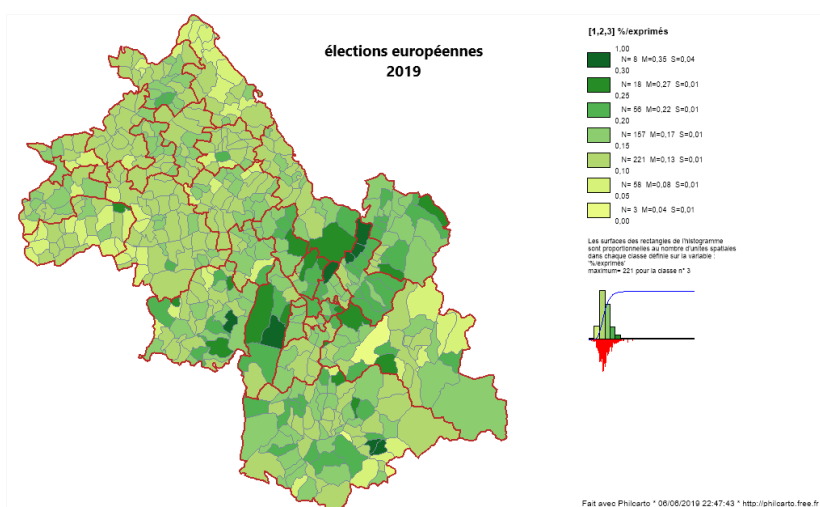 élections européennes
2019
[1,2,3] %/exprimés
1,00
N= 8 M=0,35 S=0,04
0,30
N= 18 M=0,27 S=0,01
0,25
N= 56 M=0,22 S=0,01
0,20
N= 157 M=0,17 S=0,01
0,15
N= 221 M=0,13 S=0,01
0,10
N= 58 M=0,08 S=0,01
0,05
N= 3 M=0,04 S=0,01
0,00
Les surfaces des rectangles de l'histogramme
sont proportionnelles au nombre d'unités spatiales
dans chaque classe définie sur la variable :
'%/exprimés'
maximum= 221 pour la classe n° 3
Fait avec Philcarto * 06/06/2019 22:47:43 * http://philcarto.free.fr